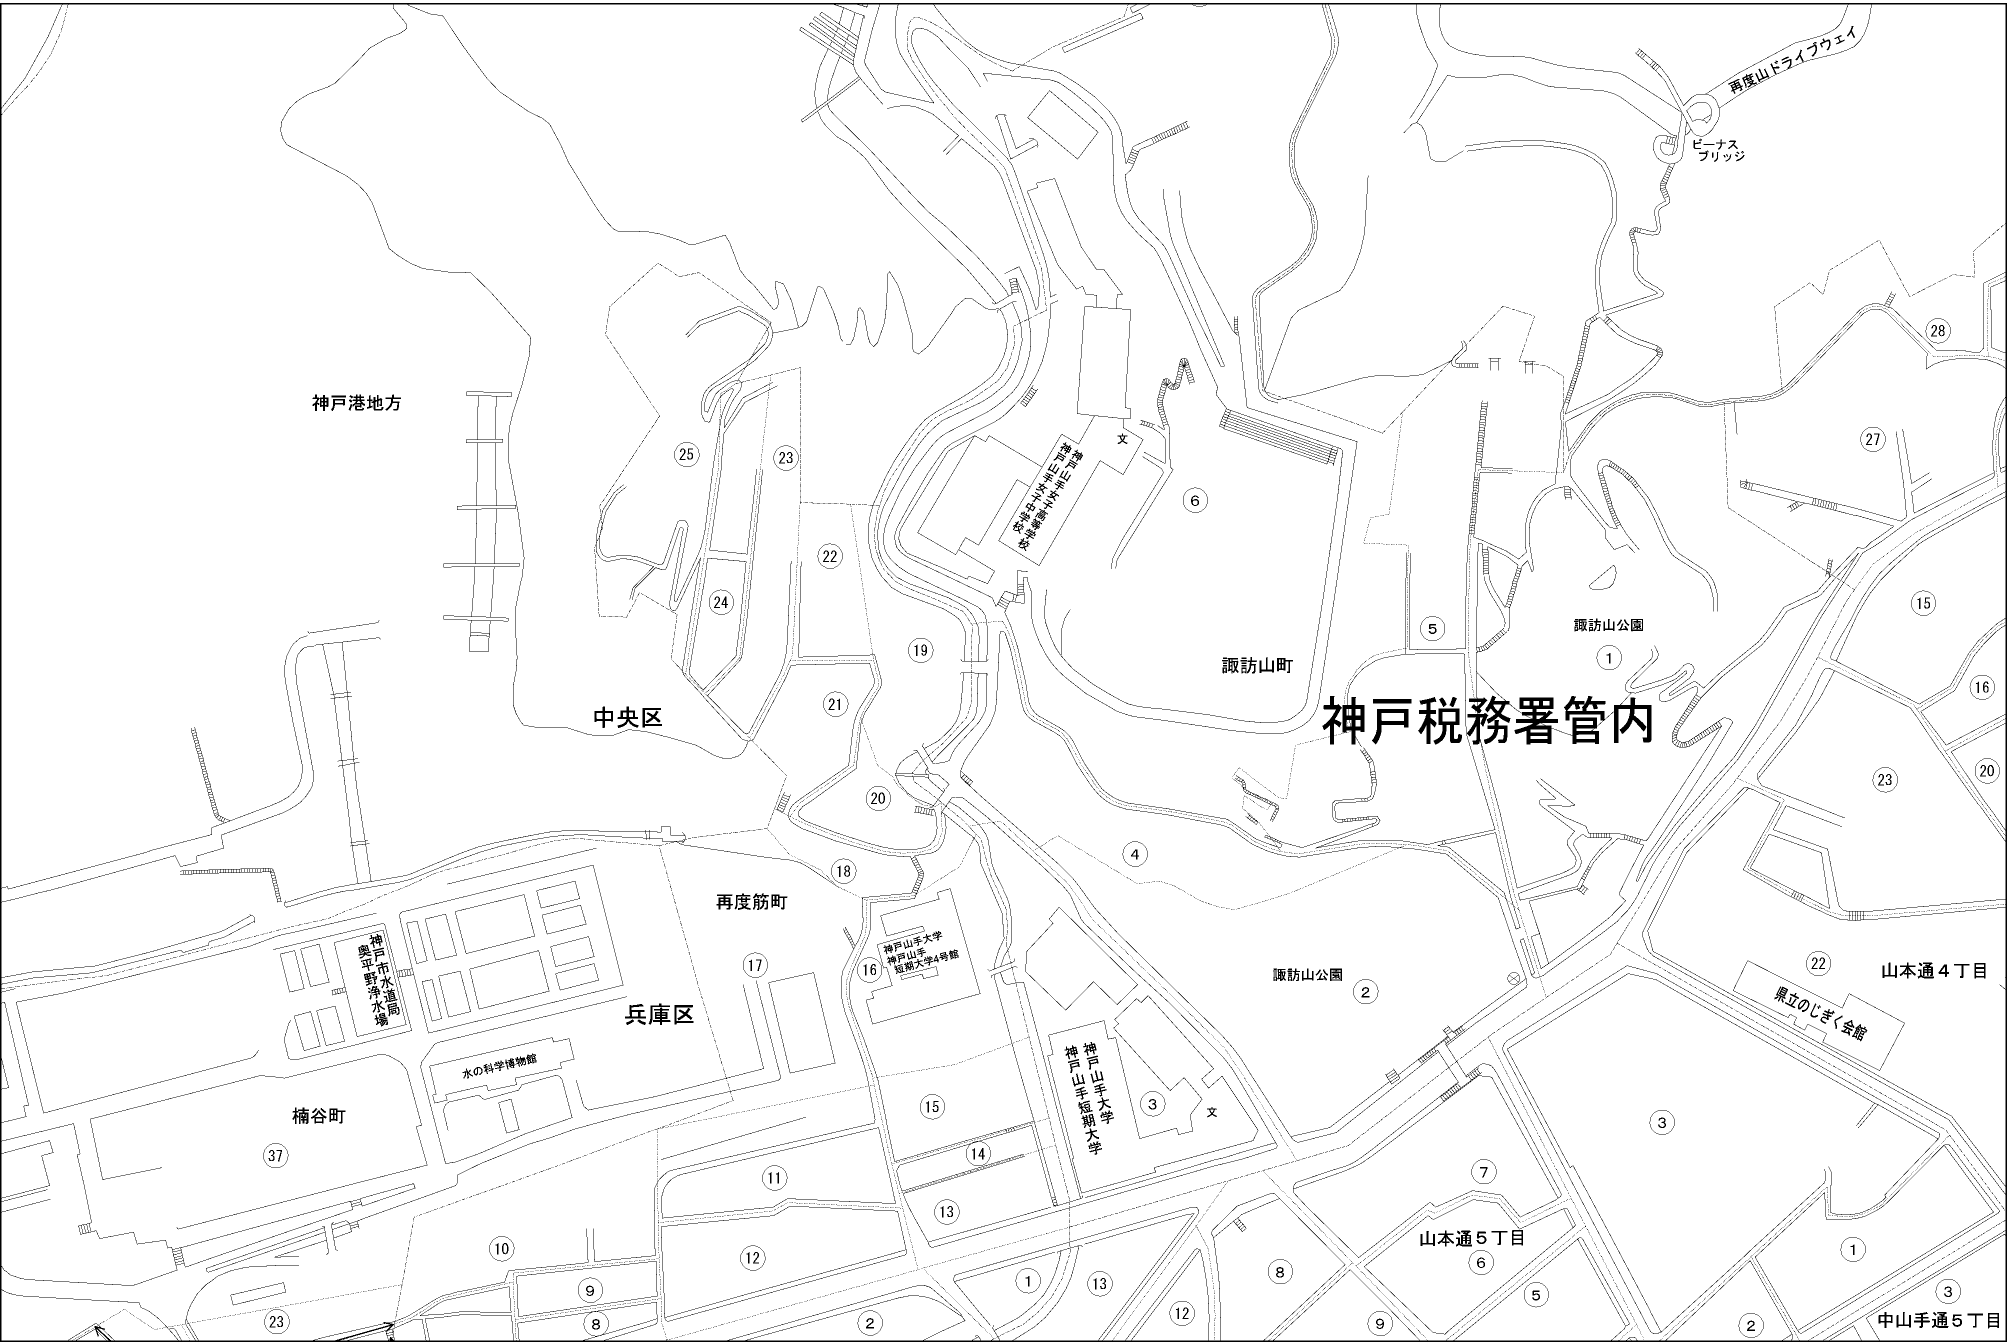 再度山ドライブウェイ
ビーナス
ブリッジ
28
神戸港地方
25
23
27
神戸山手女子高等学校
神戸山手女子中学校
文
6
22
24
15
諏訪山公園
5
1
19
諏訪山町
16
21
中央区
神戸税務署管内
20
23
20
4
18
再度筋町
神戸市水道局
奥平野浄水場
神戸山手大学
神戸山手
短期大学4号館
16
17
諏訪山公園
2
22
山本通4丁目
県立のじぎく会館
兵庫区
水の科学博物館
神戸山手大学
神戸山手短期大学
3
文
15
楠谷町
37
3
14
11
7
13
山本通5丁目
10
12
6
1
9
1
13
8
5
3
23
8
2
12
9
2
中山手通5丁目